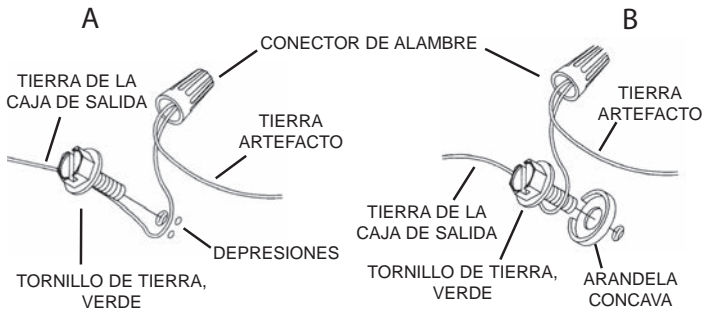 A
B
CONECTOR DE ALAMBRE
TIERRA DE LA
CAJA DE SALIDA
TIERRA
ARTEFACTO
DEPRESIONES
TORNILLO DE TIERRA,
VERDE
TIERRA
ARTEFACTO
TIERRA DE LA
CAJA DE SALIDA
TORNILLO DE TIERRA,
VERDE
ARANDELA
CONCAVA